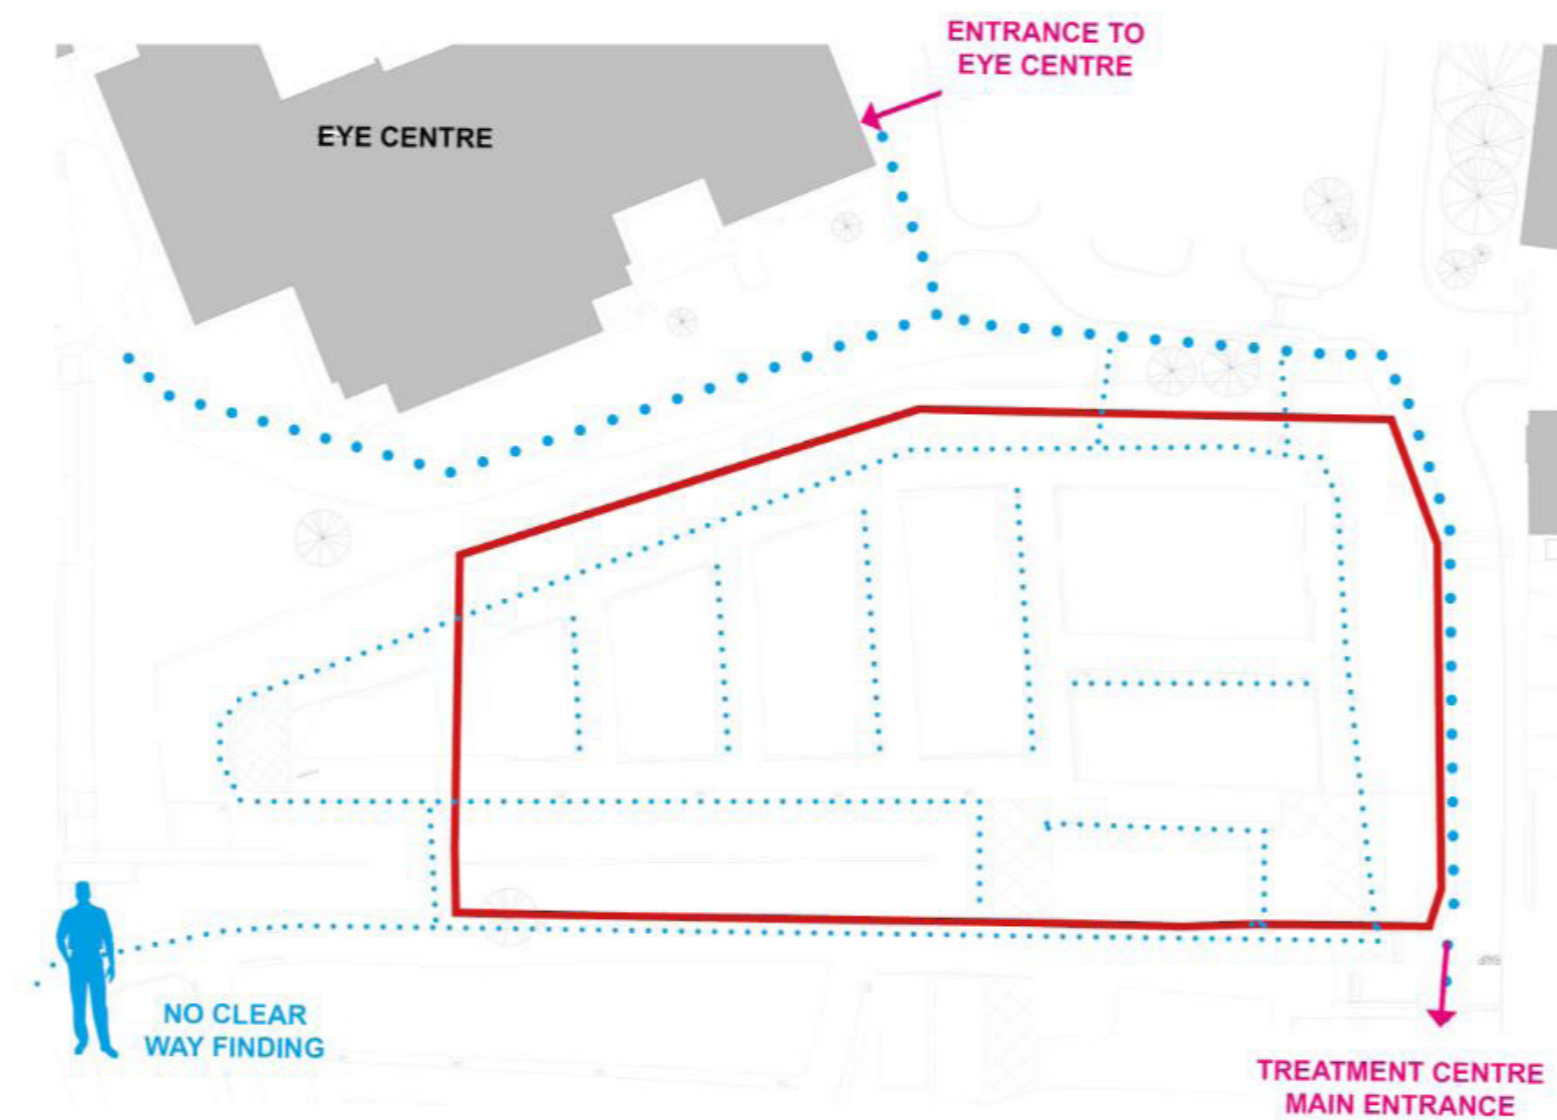 ENTRANCE TO
EYE CENTRE
EYE CENTRE
NO CLEAR
WAY FINDING
TREATMENT CENTRE
MAIN ENTRANCE